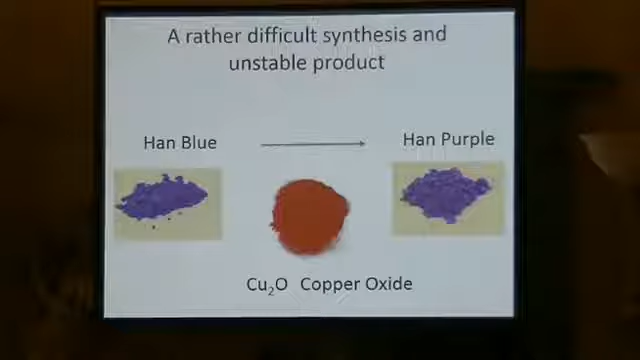 A rather difficult synthesis and
unstable product
Han Blue
Han Purple
Cu₂O Copper Oxide